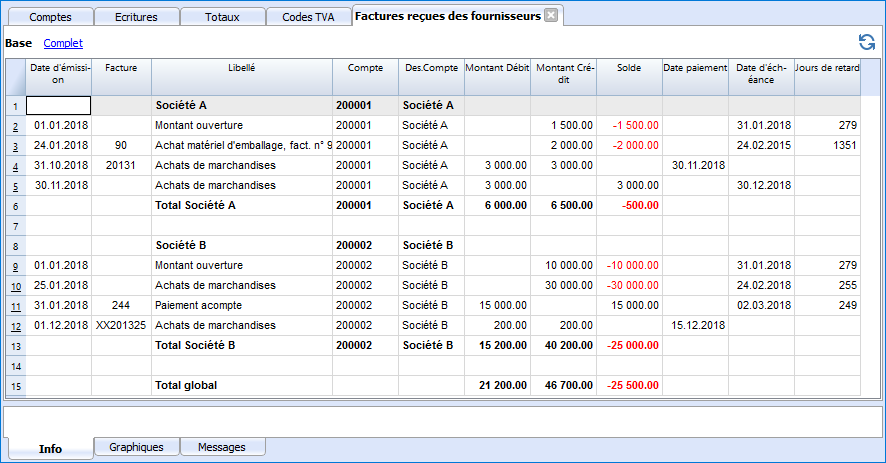 Comptes Ecritures Totaux Codes TVA Factures reçues des fournisseurs
Base Complet
Date d'émissi- Facture Libellé Compte Des.Compte Montant Débit Montant Cré- Solde Date paiement Date d'éch- Jours de retard
on dit éance
1 Société A 200001 Société A
2 01.01.2018 Montant ouverture 200001 Société A 1 500.00 -1 500.00 31.01.2018 279
3 24.01.2018 90 Achat matériel d'emballage, fact. n° 9 200001 Société A 2 000.00 -2 000.00 24.02.2015 1351
4 31.10.2018 20131 Achats de marchandises 200001 Société A 3 000.00 3 000.00 30.11.2018
5 30.11.2018 Achats de marchandises 200001 Société A 3 000.00 3 000.00 30.12.2018
6 Total Société A 200001 Société A 6 000.00 6 500.00 -500.00
7
8 Société B 200002 Société B
9 01.01.2018 Montant ouverture 200002 Société B 10 000.00 -10 000.00 31.01.2018 279
10 25.01.2018 Achats de marchandises 200002 Société B 30 000.00 -30 000.00 24.02.2018 255
11 31.01.2018 244 Paiement acompte 200002 Société B 15 000.00 15 000.00 02.03.2018 249
12 01.12.2018 XX201325 Achats de marchandises 200002 Société B 200.00 200.00 15.12.2018
13 Total Société B 200002 Société B 15 200.00 40 200.00 -25 000.00
14
15 Total global 21 200.00 46 700.00 -25 500.00
Info Graphiques Messages